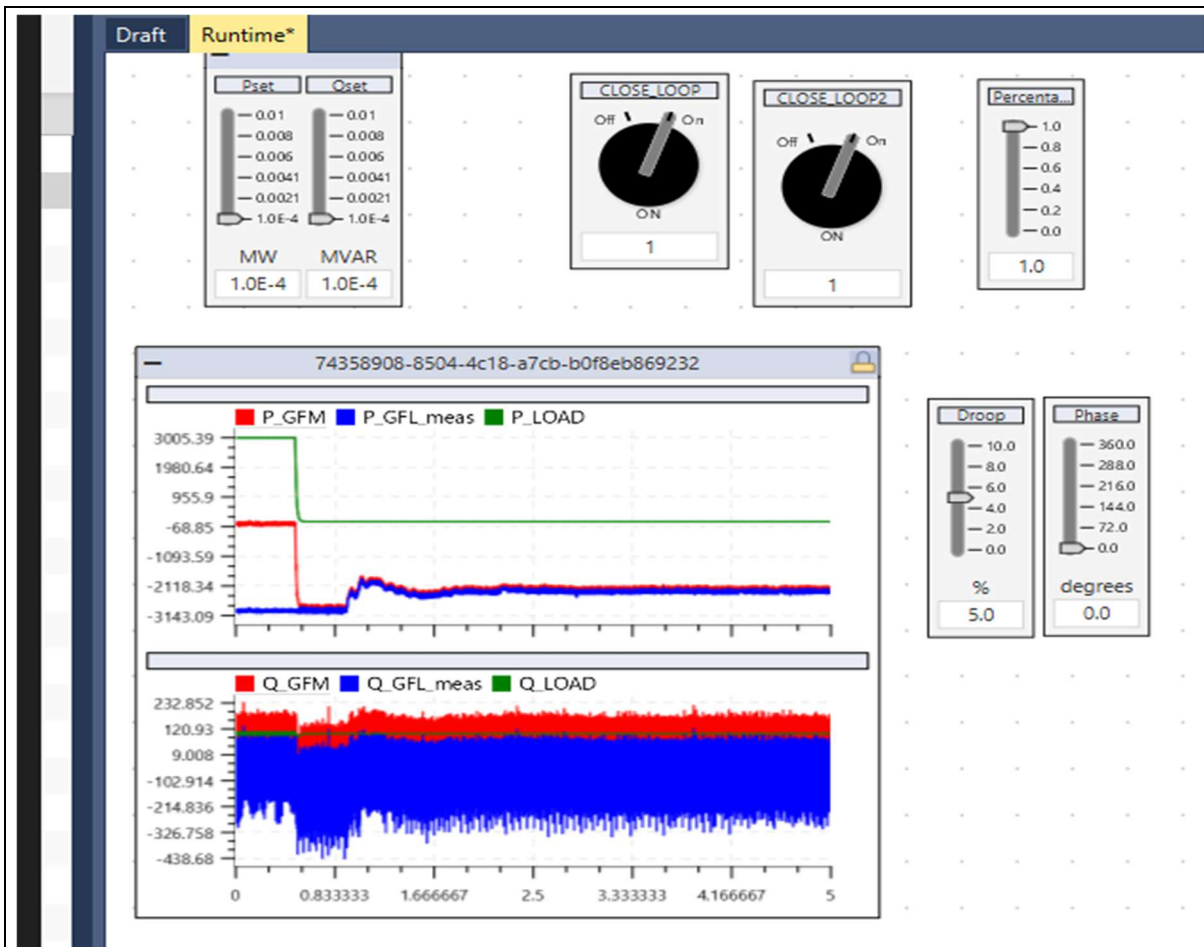 Draft Runtime*
Pset Qset
0.01 0.01
0.008 0.008
0.006 0.006
0.0041 0.0041
0.0021 0.0021
1.0E-4 1.0E-4
MW MVAR
1.0E-4 1.0E-4
CLOSE_LOOP
Off On
ON
1
CLOSE_LOOP2
Off On
ON
1
Percenta...
1.0
0.8
0.6
0.4
0.2
0.0
1.0
74358908-8504-4c18-a7cb-b0f8eb869232
P_GFM P_GFL_meas P_LOAD
3005.39
1980.64
955.9
-68.85
-1093.59
-2118.34
-3143.09
Q_GFM Q_GFL_meas Q_LOAD
232.852
120.93
9.008
-102.914
-214.836
-326.758
-438.68
0 0.833333 1.666667 2.5 3.333333 4.166667 5
Droop
10.0
8.0
6.0
4.0
2.0
0.0
%
5.0
Phase
360.0
288.0
216.0
144.0
72.0
0.0
degrees
0.0